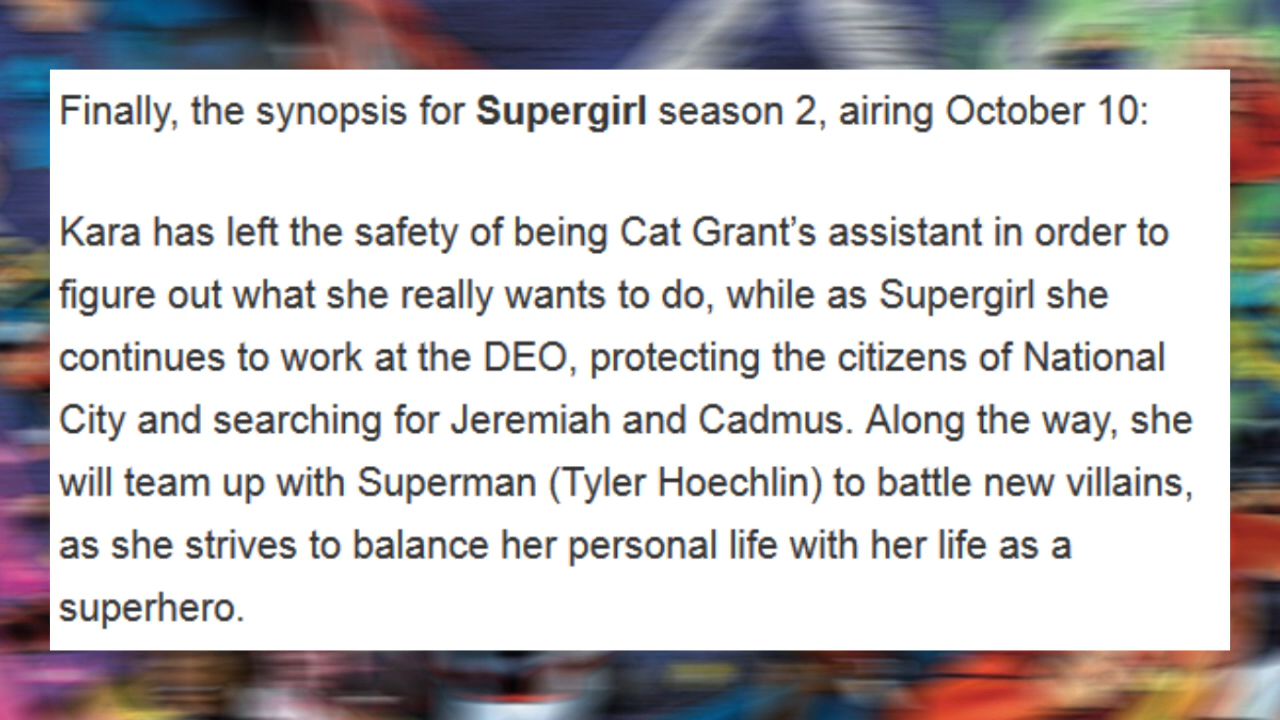 Finally, the synopsis for Supergirl season 2, airing October 10:
Kara has left the safety of being Cat Grant’s assistant in order to
figure out what she really wants to do, while as Supergirl she
continues to work at the DEO, protecting the citizens of National
City and searching for Jeremiah and Cadmus. Along the way, she
will team up with Superman (Tyler Hoechlin) to battle new villains,
as she strives to balance her personal life with her life as a
superhero.